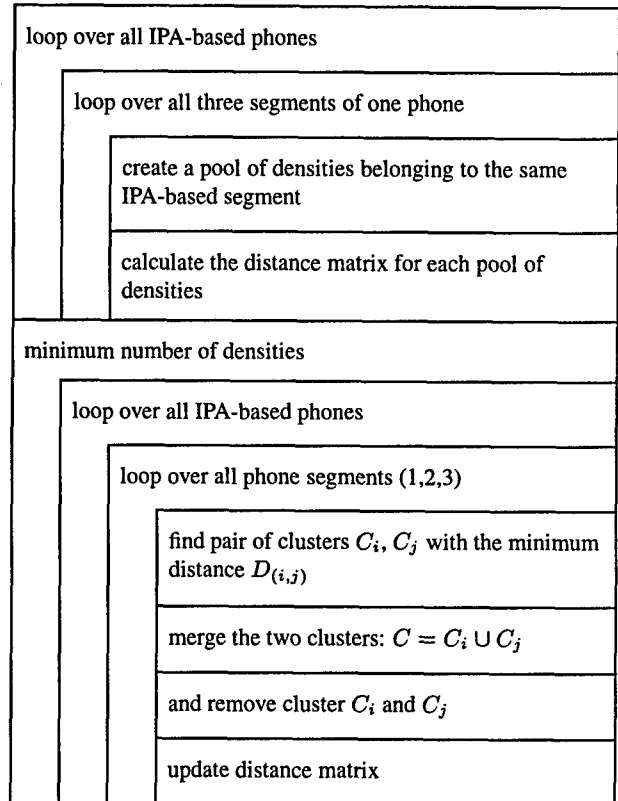 loop over all IPA-based phones
loop over all three segments of one phone
create a pool of densities belonging to the same
IPA-based segment
calculate the distance matrix for each pool of
densities
minimum number of densities
loop over all IPA-based phones
loop over all phone segments (1,2,3)
find pair of clusters $C_i$, $C_j$ with the minimum
distance $D_{(i,j)}$
merge the two clusters: $C = C_i \cup C_j$
and remove cluster $C_i$ and $C_j$
update distance matrix